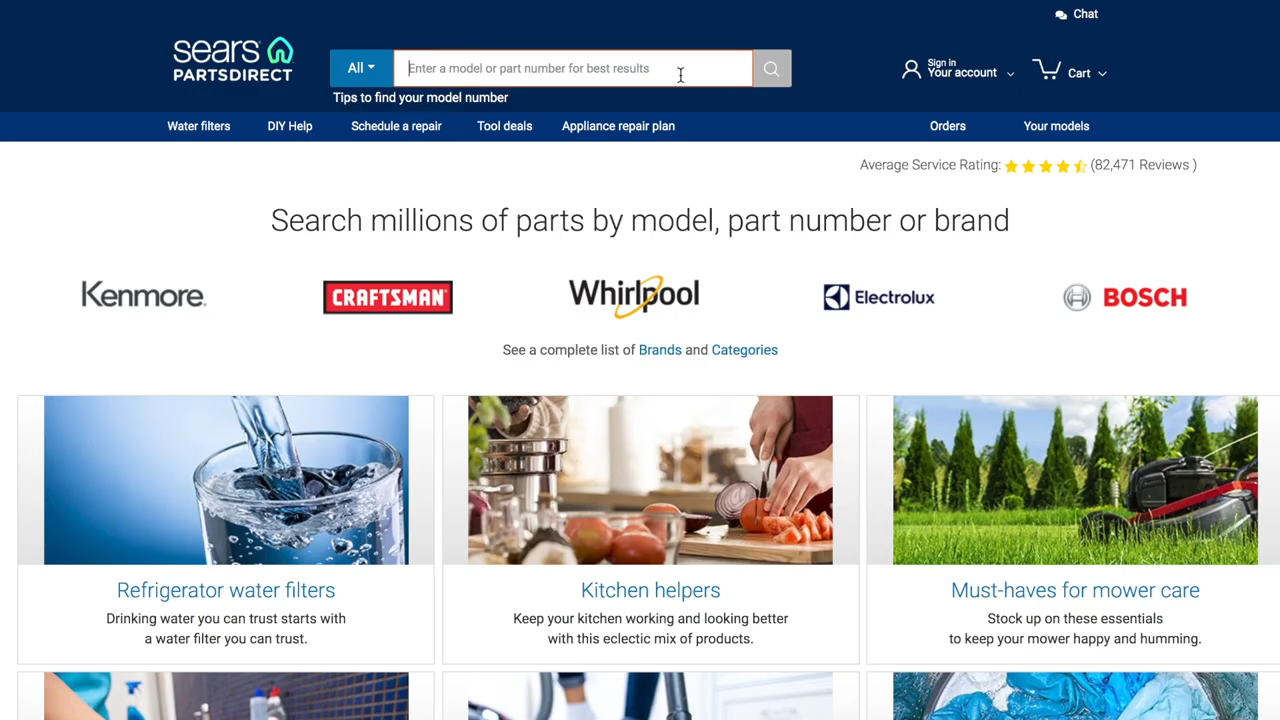 Chat
sears
PARTSDIRECT
All
Enter a model or part number for best results
Sign in
Your account
Cart
Tips to find your model number
Water filters DIY Help Schedule a repair Tool deals Appliance repair plan Orders Your models
Average Service Rating: (82,471 Reviews )
Search millions of parts by model, part number or brand
Kenmore CRAFTSMAN Whirlpool Electrolux BOSCH
See a complete list of Brands and Categories
Refrigerator water filters
Drinking water you can trust starts with
a water filter you can trust.
Kitchen helpers
Keep your kitchen working and looking better
with this eclectic mix of products.
Must-haves for mower care
Stock up on these essentials
to keep your mower happy and humming.